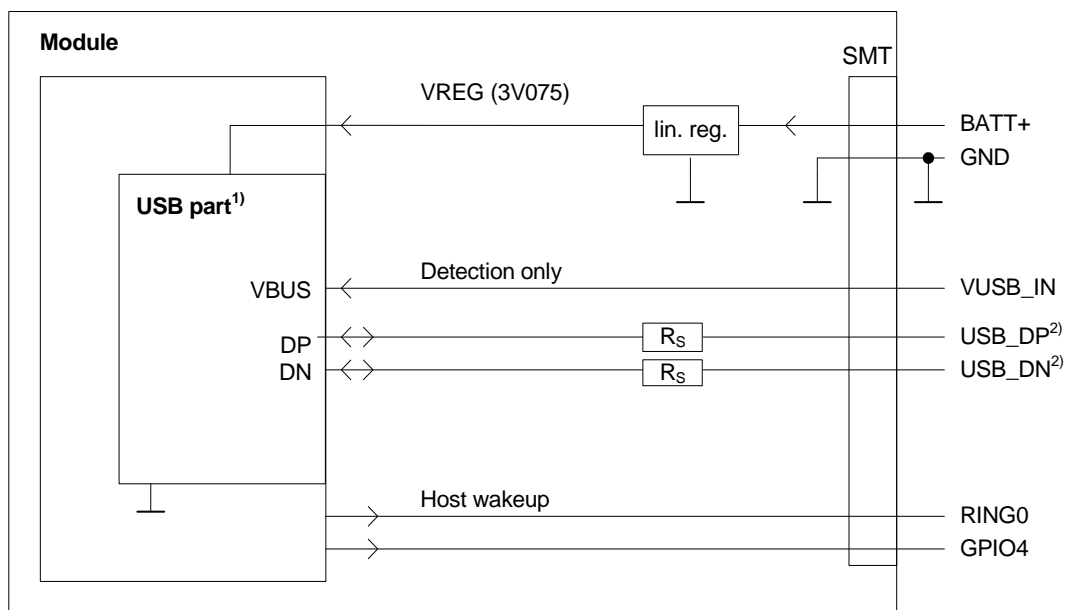 Module
SMT
VREG (3V075)
lin. reg.
BATT+
GND
USB part1)
Detection only
VBUS
VUSB_IN
DP
RS
USB_DP2)
DN
RS
USB_DN2)
Host wakeup
RING0
GPIO4